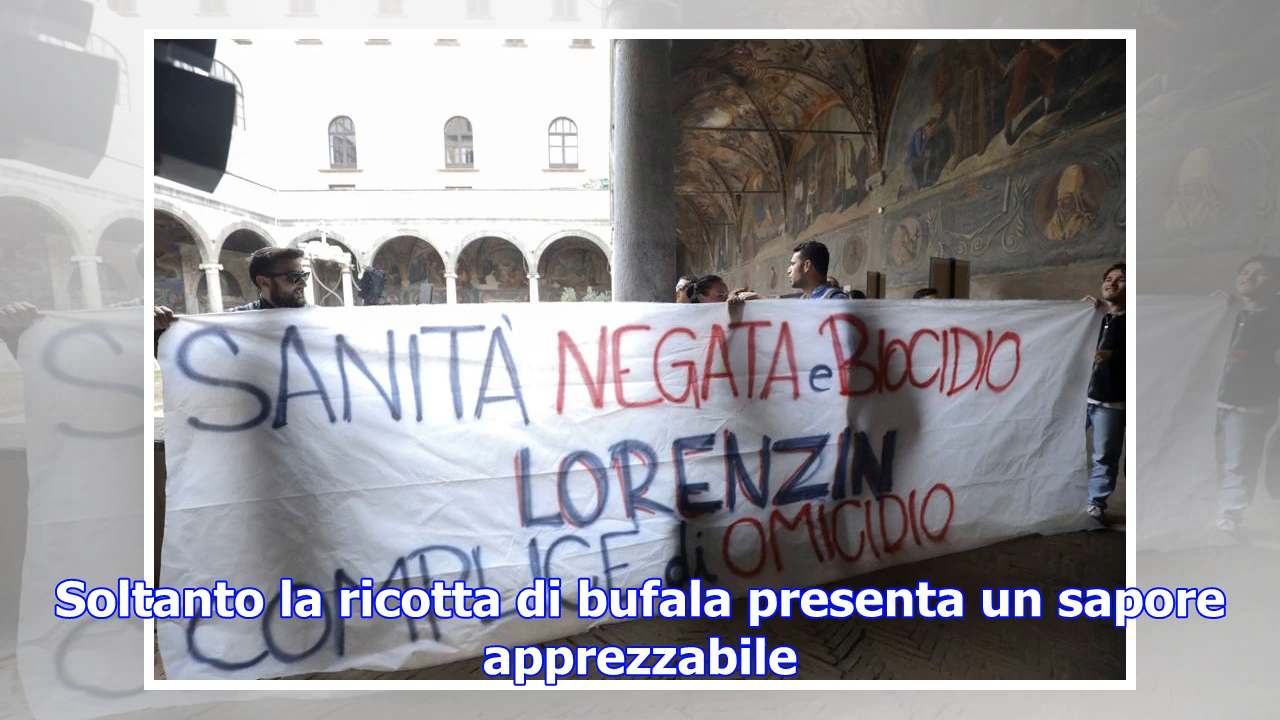 SANITÀ NEGATA e BIOCIDIO
LORENZIN
COMPLICE di OMICIDIO
Soltanto la ricotta di bufala presenta un sapore
apprezzabile